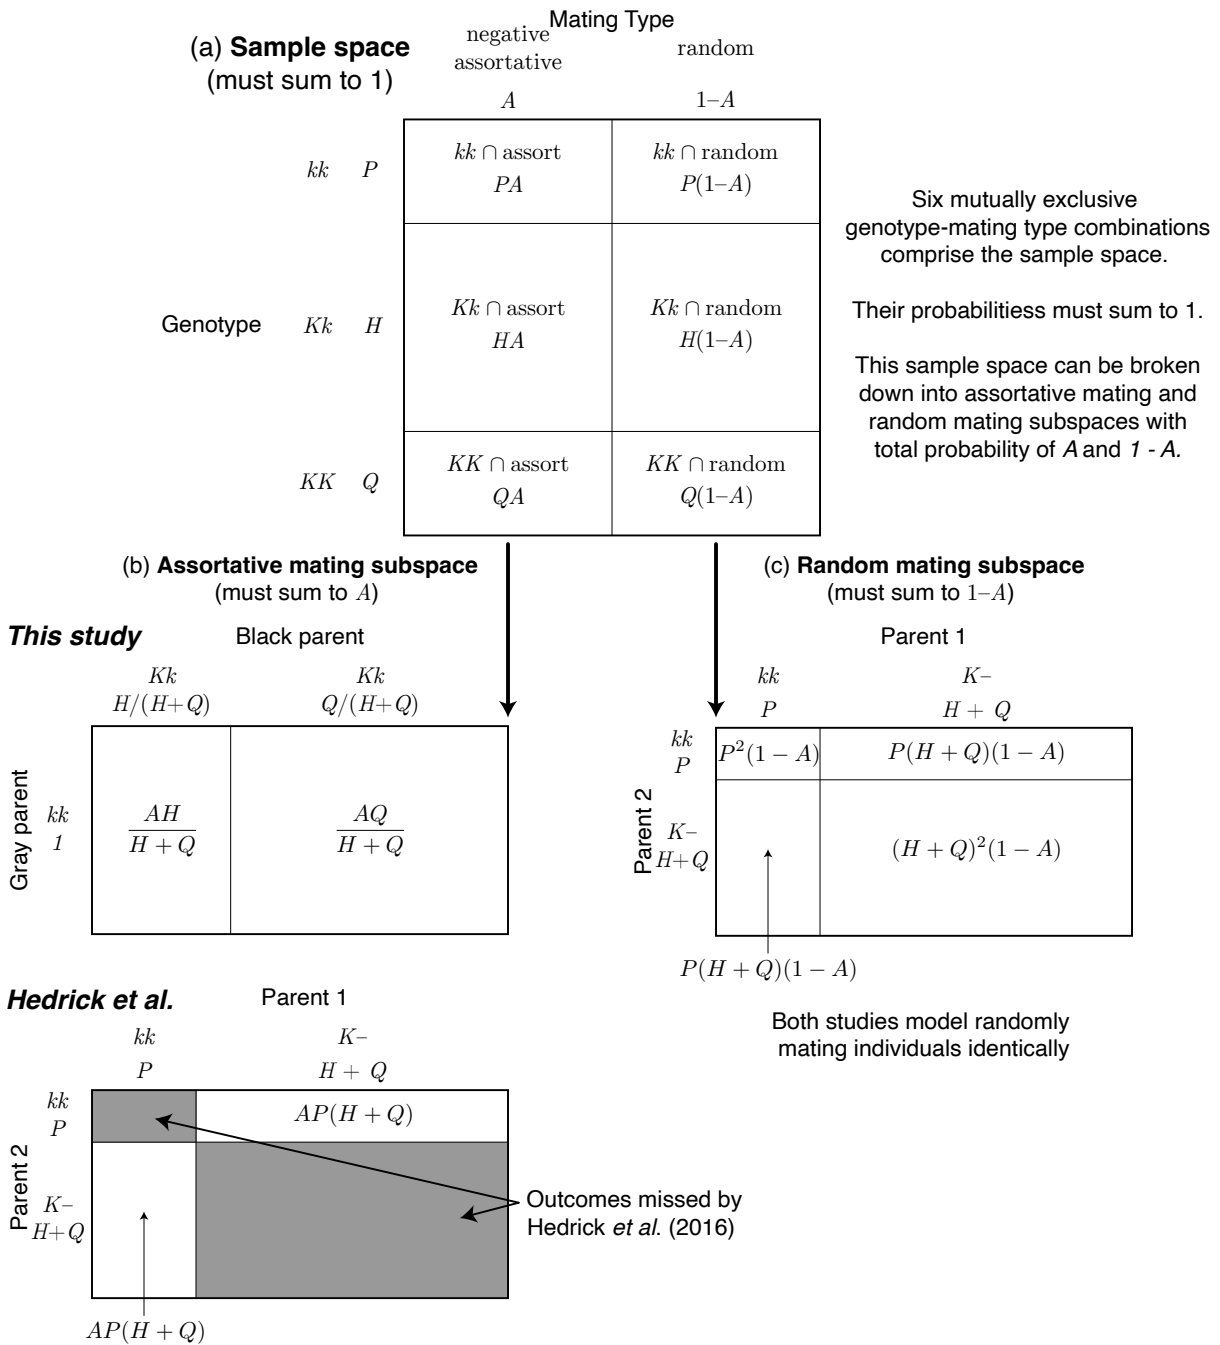 Mating Type
(a) Sample space
(must sum to 1)
negative
assortative
random
A
1–A
kk P
kk ∩ assort
PA
kk ∩ random
P(1–A)
Genotype
Kk H
Kk ∩ assort
HA
Kk ∩ random
H(1–A)
KK Q
KK ∩ assort
QA
KK ∩ random
Q(1–A)
Six mutually exclusive
genotype-mating type combinations
comprise the sample space.
Their probabilitiess must sum to 1.
This sample space can be broken
down into assortative mating and
random mating subspaces with
total probability of A and 1 - A.
(b) Assortative mating subspace
(must sum to A)
This study
Black parent
Kk
H/(H+Q)
Kk
Q/(H+Q)
Gray parent
kk
1
AH
H + Q
AQ
H + Q
(c) Random mating subspace
(must sum to 1–A)
Parent 1
kk
P
K–
H + Q
Parent 2
kk
P
P²(1 − A)
P(H + Q)(1 − A)
K–
H+Q
(H + Q)²(1 − A)
P(H + Q)(1 − A)
Both studies model randomly
mating individuals identically
Hedrick et al.
Parent 1
kk
P
K–
H + Q
Parent 2
kk
P
AP(H + Q)
K–
H+Q
AP(H + Q)
Outcomes missed by
Hedrick et al. (2016)